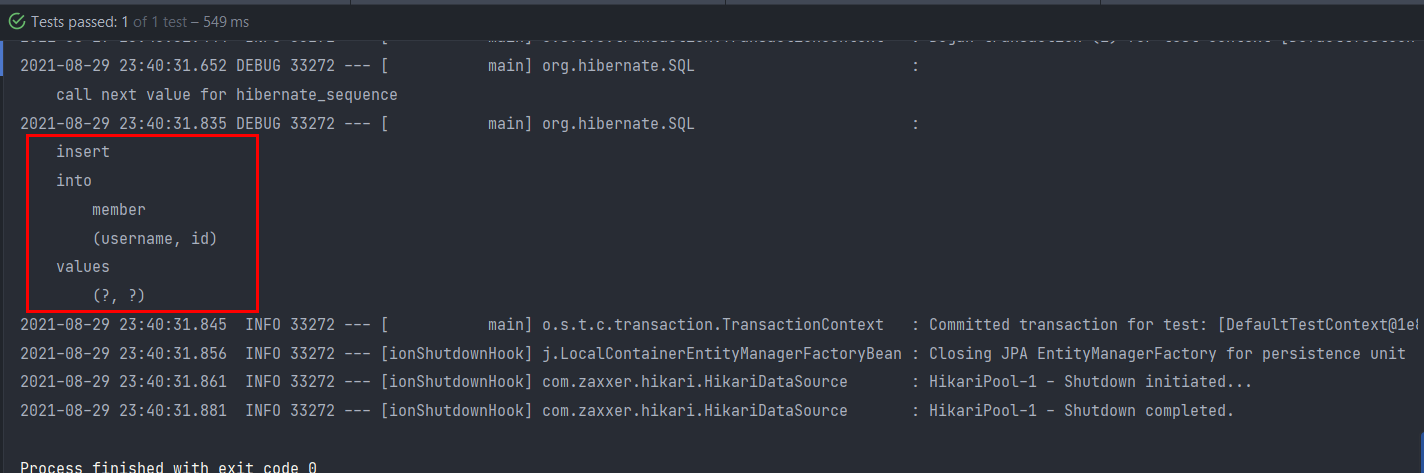 Tests passed: 1 of 1 test – 549 ms
2021-08-29 23:40:31.652 DEBUG 33272 --- [           main] org.hibernate.SQL                        :
    call next value for hibernate_sequence
2021-08-29 23:40:31.835 DEBUG 33272 --- [           main] org.hibernate.SQL                        :
    insert
    into
        member
        (username, id)
    values
        (?, ?)
2021-08-29 23:40:31.845  INFO 33272 --- [           main] o.s.t.c.transaction.TransactionContext   : Committed transaction for test: [DefaultTestContext@1e
2021-08-29 23:40:31.856  INFO 33272 --- [ionShutdownHook] j.LocalContainerEntityManagerFactoryBean : Closing JPA EntityManagerFactory for persistence unit
2021-08-29 23:40:31.861  INFO 33272 --- [ionShutdownHook] com.zaxxer.hikari.HikariDataSource       : HikariPool-1 - Shutdown initiated...
2021-08-29 23:40:31.881  INFO 33272 --- [ionShutdownHook] com.zaxxer.hikari.HikariDataSource       : HikariPool-1 - Shutdown completed.
Process finished with exit code 0